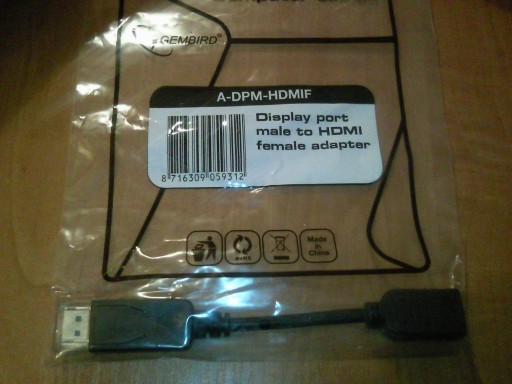 GEMBIRD®
A-DPM-HDMIF
Display port
male to HDMI
female adapter
8 716309 059312
Made in
China